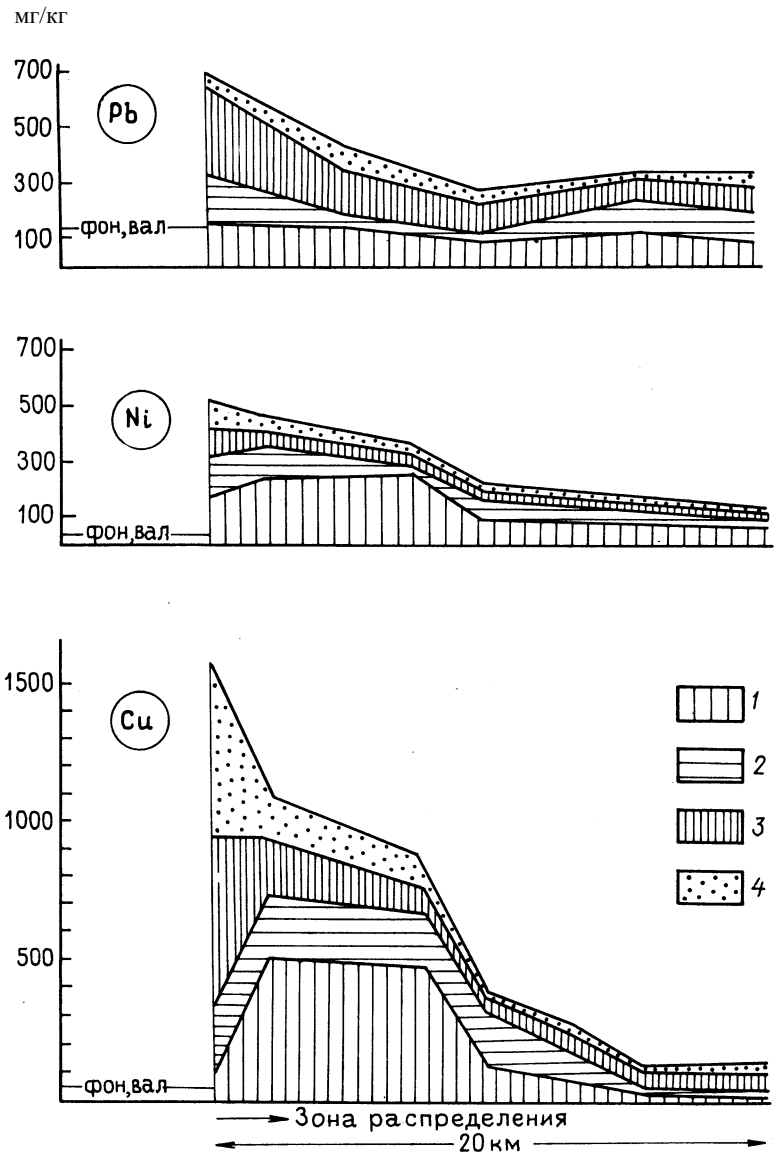 мг/кг
700
500
300
100
Pb
фон,вал
700
500
300
100
Ni
фон,вал
1500
1000
500
Cu
фон,вал
1
2
3
4
Зона распределения
20 км